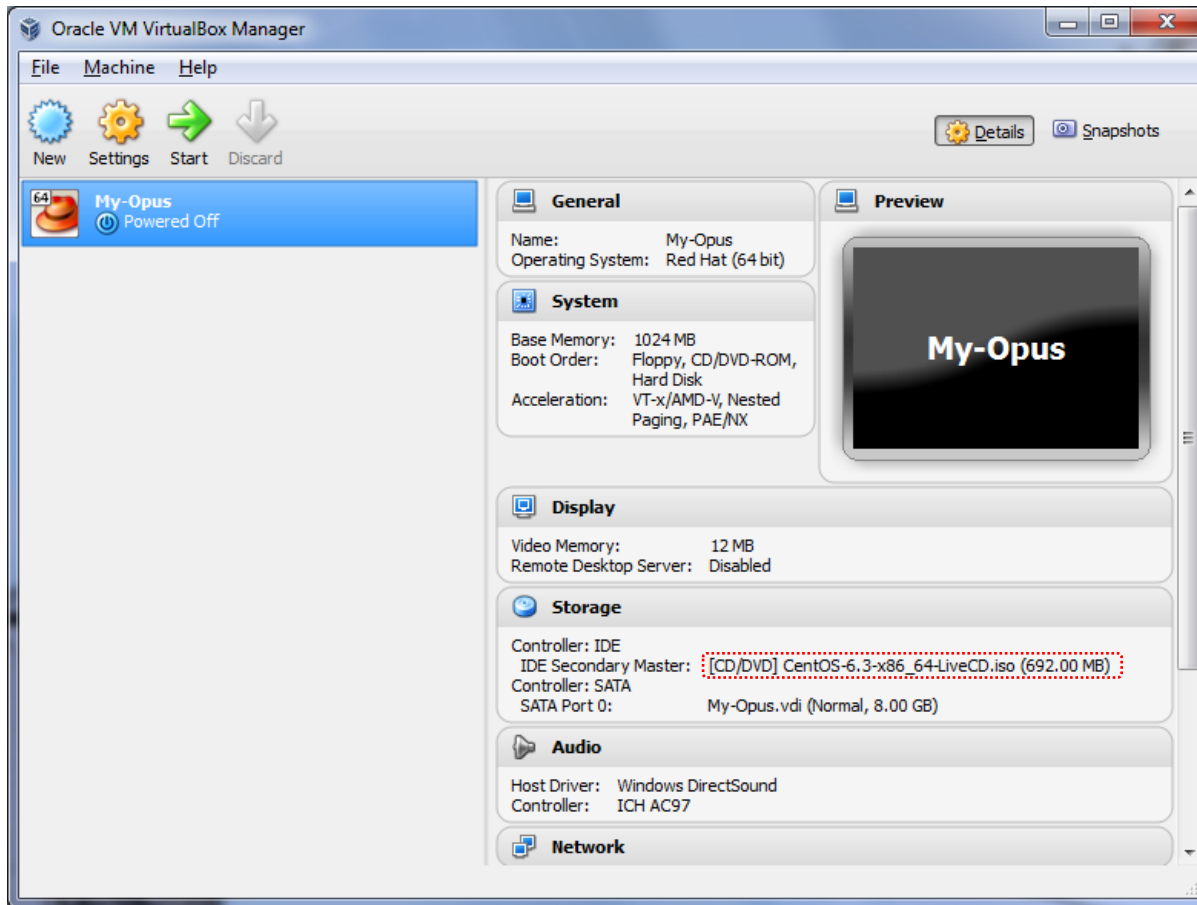 Oracle VM VirtualBox Manager
File Machine Help
New Settings Start Discard
Details Snapshots
64
My-Opus
Powered Off
General
Name: My-Opus
Operating System: Red Hat (64 bit)
Preview
My-Opus
System
Base Memory: 1024 MB
Boot Order: Floppy, CD/DVD-ROM,
Hard Disk
Acceleration: VT-x/AMD-V, Nested
Paging, PAE/NX
Display
Video Memory: 12 MB
Remote Desktop Server: Disabled
Storage
Controller: IDE
IDE Secondary Master: [CD/DVD] CentOS-6.3-x86_64-LiveCD.iso (692.00 MB)
Controller: SATA
SATA Port 0: My-Opus.vdi (Normal, 8.00 GB)
Audio
Host Driver: Windows DirectSound
Controller: ICH AC97
Network